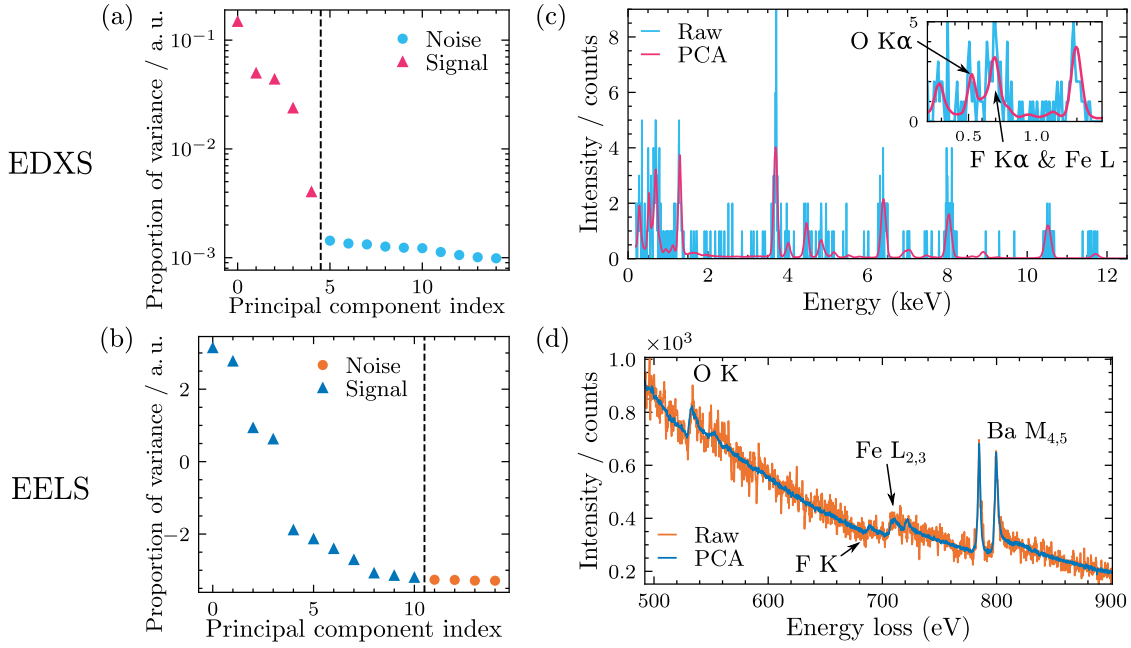 EDXS
(a)
Proportion of variance / a. u.
10⁻¹
10⁻²
10⁻³
Noise
Signal
0
5
10
Principal component index
(c)
Intensity / counts
8
6
4
2
0
Raw
PCA
O Kα
F Kα & Fe L
5
0
0.5
1.0
0
2
4
6
8
10
12
Energy (keV)
EELS
(b)
Proportion of variance / a. u.
2
0
−2
Noise
Signal
0
5
10
Principal component index
(d)
×10³
Intensity / counts
1.0
0.8
0.6
0.4
0.2
O K
Fe L₂,₃
Ba M₄,₅
F K
Raw
PCA
500
600
700
800
900
Energy loss (eV)